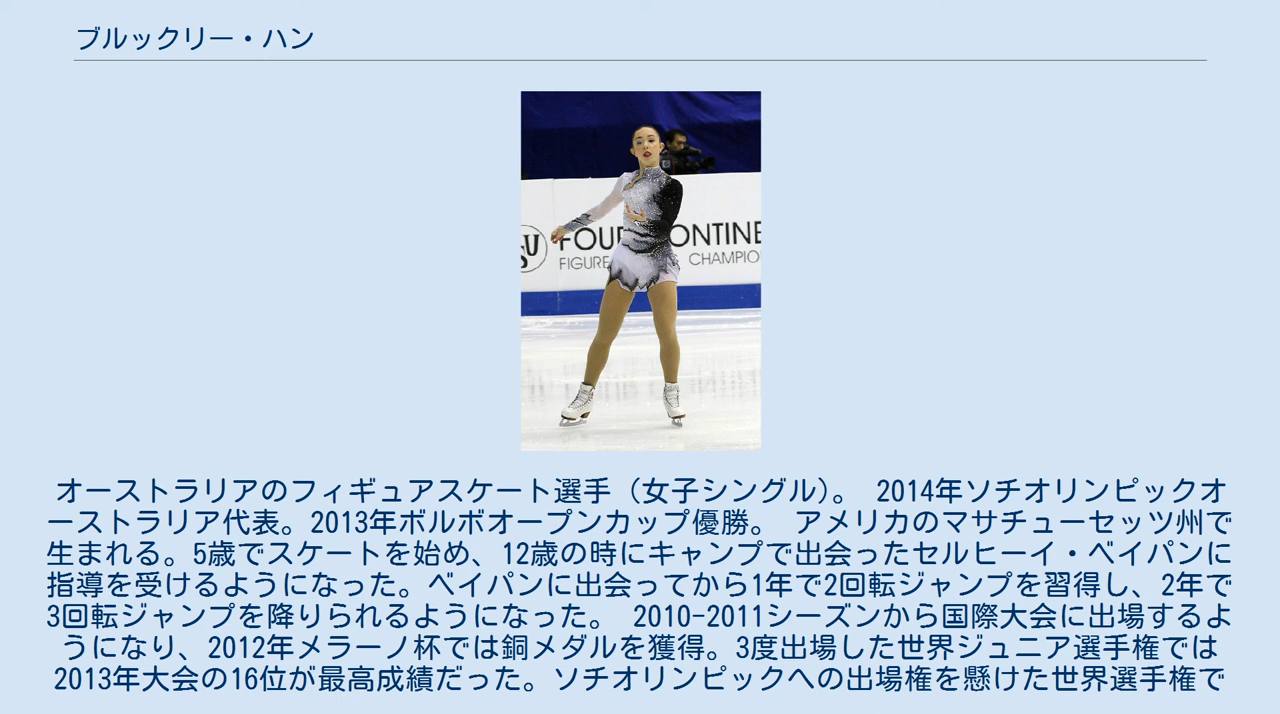 ブルックリー・ハン
SU
FOUR CONTINE
FIGURE CHAMPIO
オーストラリアのフィギュアスケート選手（女子シングル）。 2014年ソチオリンピックオ
ーストラリア代表。2013年ボルボオープンカップ優勝。 アメリカのマサチューセッツ州で
生まれる。5歳でスケートを始め、12歳の時にキャンプで出会ったセルヒーイ・ベイパンに
指導を受けるようになった。ベイパンに出会ってから1年で2回転ジャンプを習得し、2年で
3回転ジャンプを降りられるようになった。 2010-2011シーズンから国際大会に出場するよ
うになり、2012年メラーノ杯では銅メダルを獲得。3度出場した世界ジュニア選手権では
2013年大会の16位が最高成績だった。ソチオリンピックへの出場権を懸けた世界選手権で